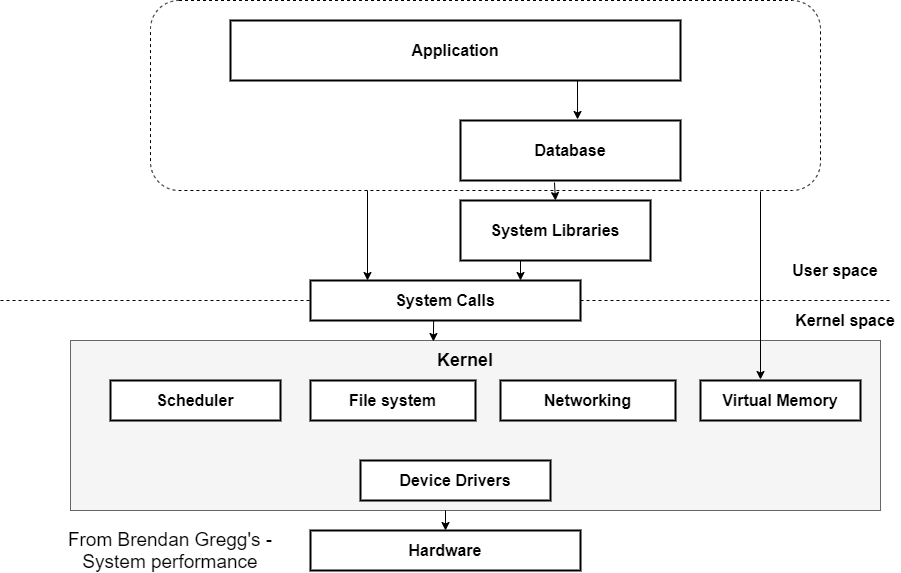 Application
Database
System Libraries
User space
System Calls
Kernel space
Kernel
Scheduler
File system
Networking
Virtual Memory
Device Drivers
From Brendan Gregg's -
System performance
Hardware